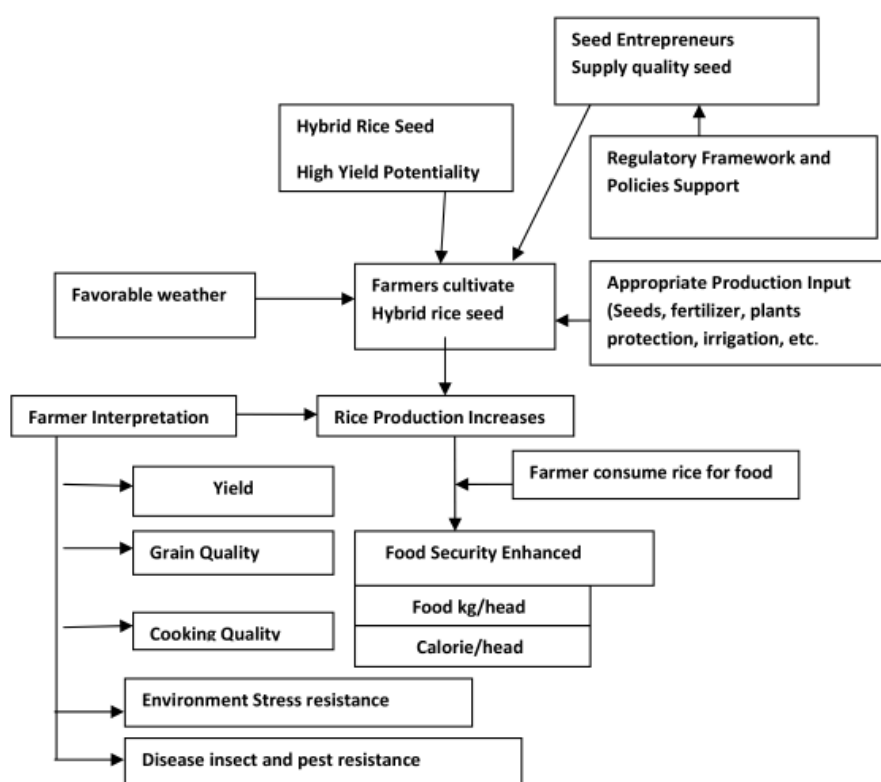 Seed Entrepreneurs
Supply quality seed
Hybrid Rice Seed
High Yield Potentiality
Regulatory Framework and
Policies Support
Favorable weather
Farmers cultivate
Hybrid rice seed
Appropriate Production Input
(Seeds, fertilizer, plants
protection, irrigation, etc.
Farmer Interpretation
Rice Production Increases
Yield
Farmer consume rice for food
Grain Quality
Food Security Enhanced
Food kg/head
Cooking Quality
Calorie/head
Environment Stress resistance
Disease insect and pest resistance